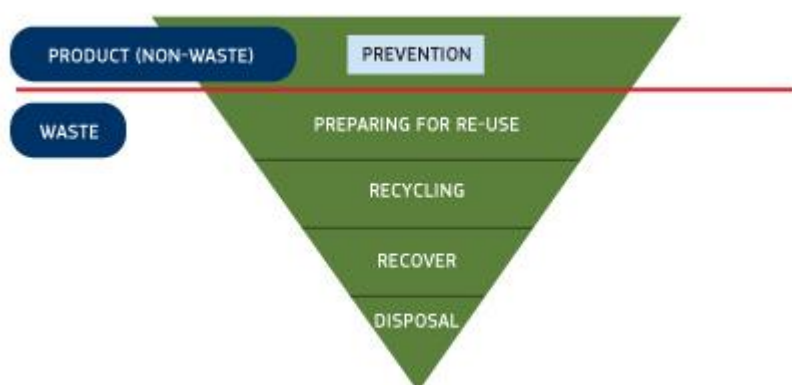 PRODUCT (NON-WASTE)
PREVENTION
WASTE
PREPARING FOR RE-USE
RECYCLING
RECOVER
DISPOSAL